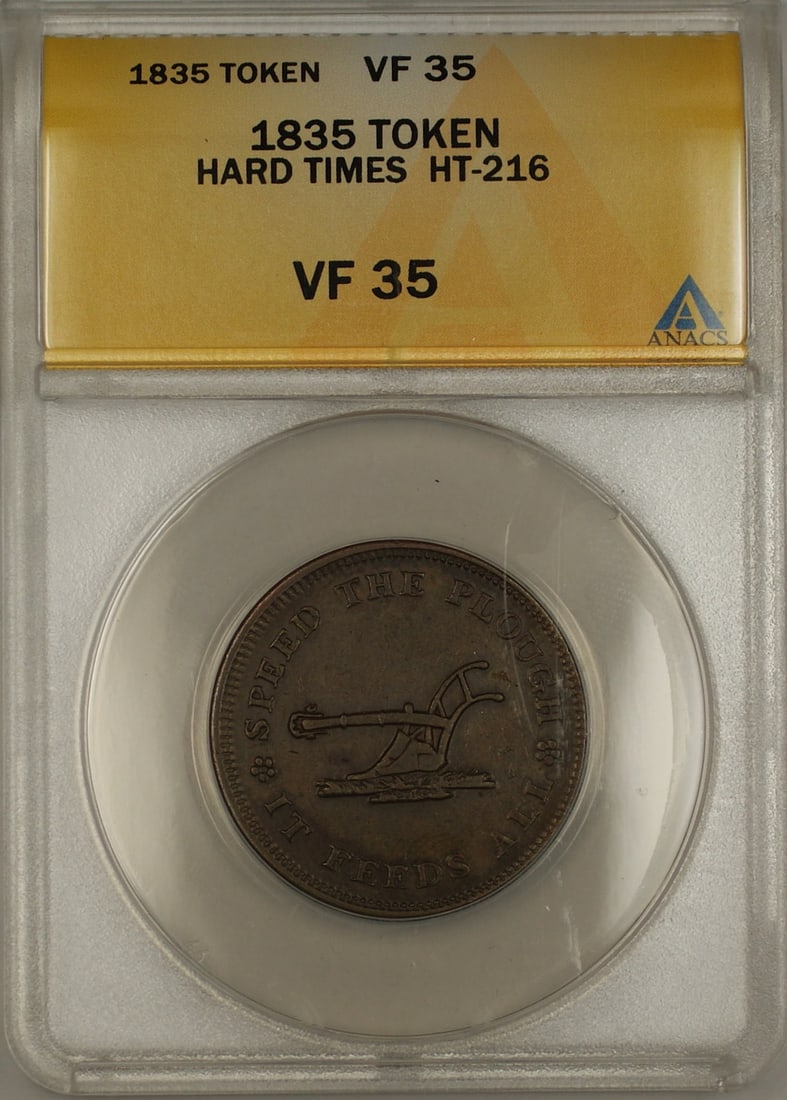 1835 TOKEN VF 35
1835 TOKEN
HARD TIMES HT-216
VF 35
ANACS
SPEED THE PLOUGH
IT FEEDS ALL